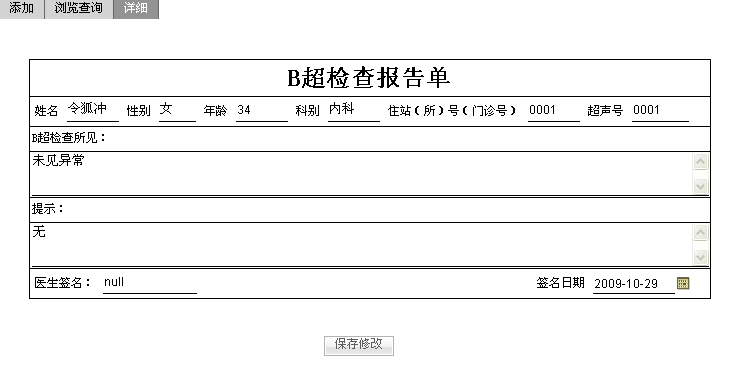 添加 浏览查询 详细
B超检查报告单
姓名 令狐冲 性别 女 年龄 34 科别 内科 住站(所)号(门诊号) 0001 超声号 0001
B超检查所见：
未见异常
提示：
无
医生签名： null 签名日期 2009-10-29
保存修改